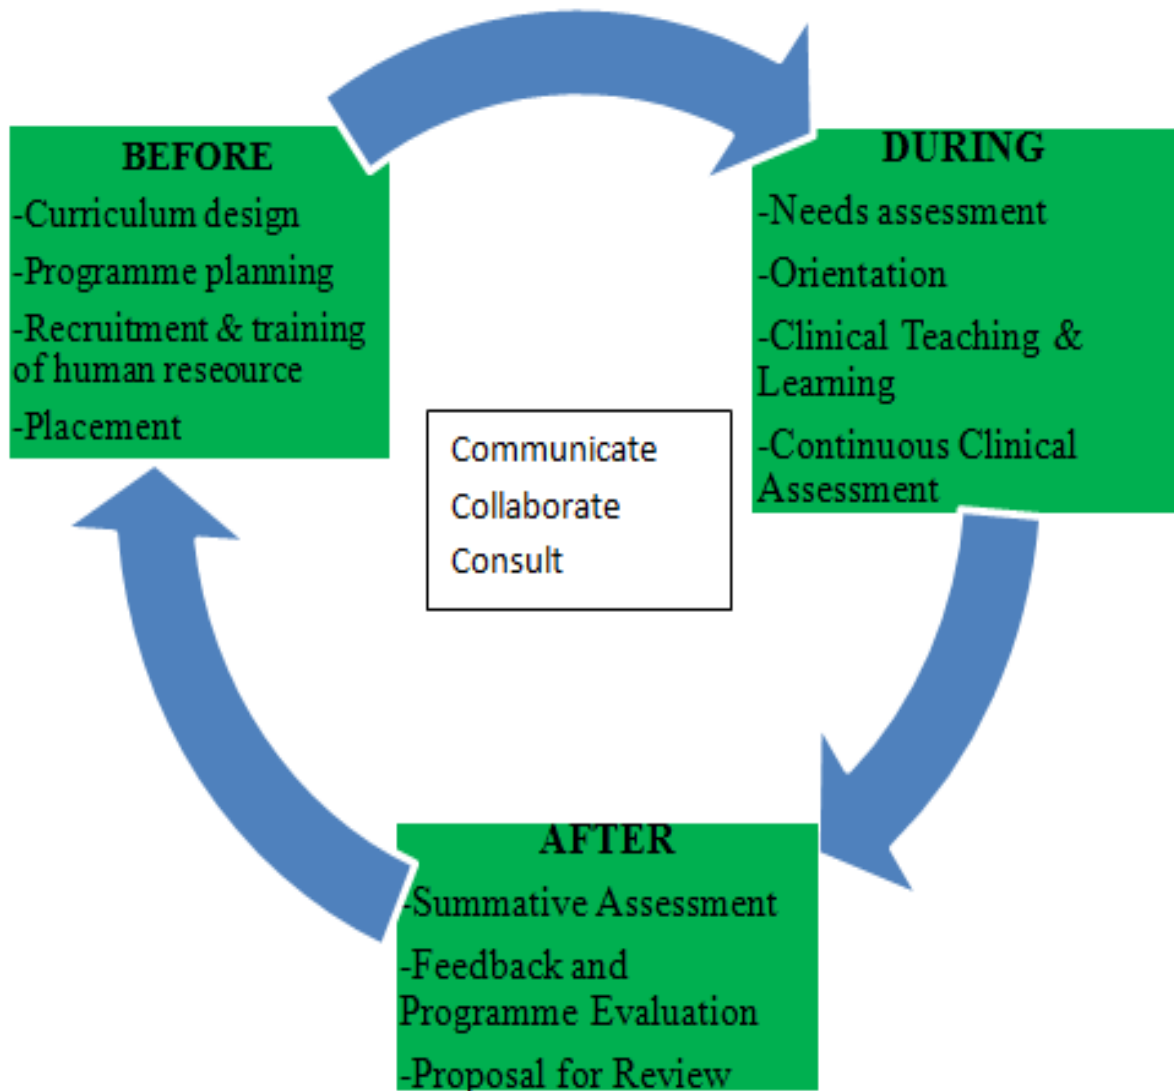 BEFORE
-Curriculum design
-Programme planning
-Recruitment & training
of human reseource
-Placement
DURING
-Needs assessment
-Orientation
-Clinical Teaching &
Learning
-Continuous Clinical
Assessment
Communicate
Collaborate
Consult
AFTER
-Summative Assessment
-Feedback and
Programme Evaluation
-Proposal for Review